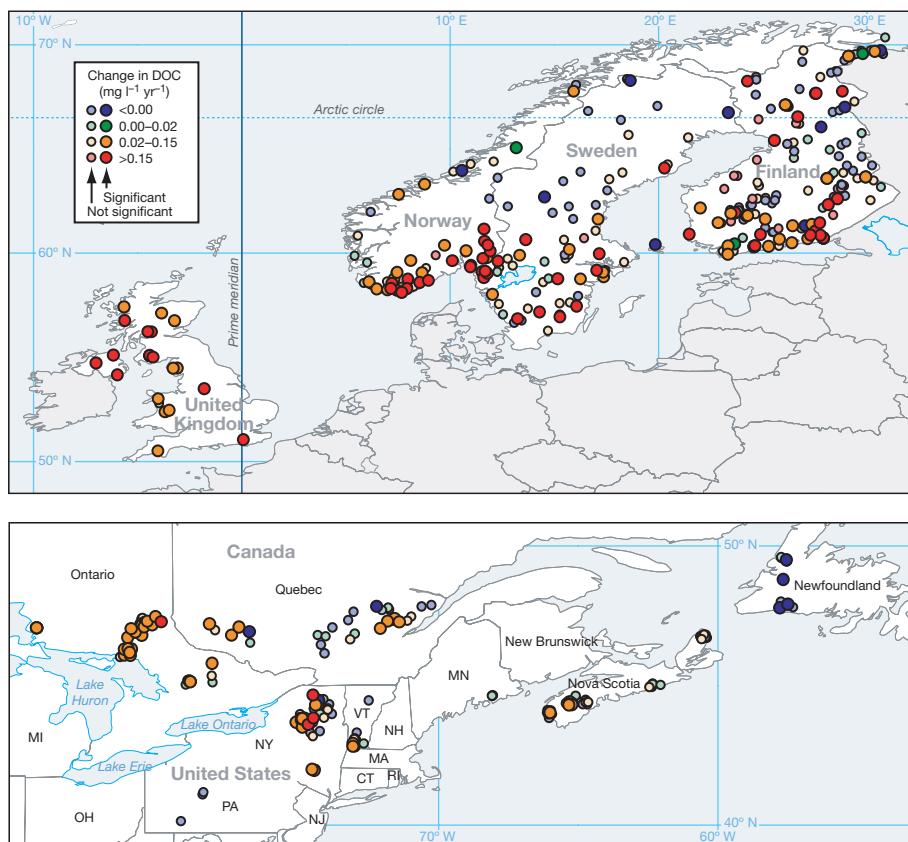 10° W
10° E
20° E
30° E
70° N
Change in DOC
(mg l⁻¹ yr⁻¹)
<0.00
0.00–0.02
0.02–0.15
>0.15
Significant
Not significant
Arctic circle
Sweden
Finland
Norway
60° N
Prime meridian
United
Kingdom
50° N
Canada
50° N
Ontario
Quebec
Newfoundland
New Brunswick
MN
Nova Scotia
Lake
Huron
Lake Ontario
VT
NH
MI
NY
MA
Lake Erie
United States
CT
RI
PA
OH
NJ
40° N
70° W
60° W